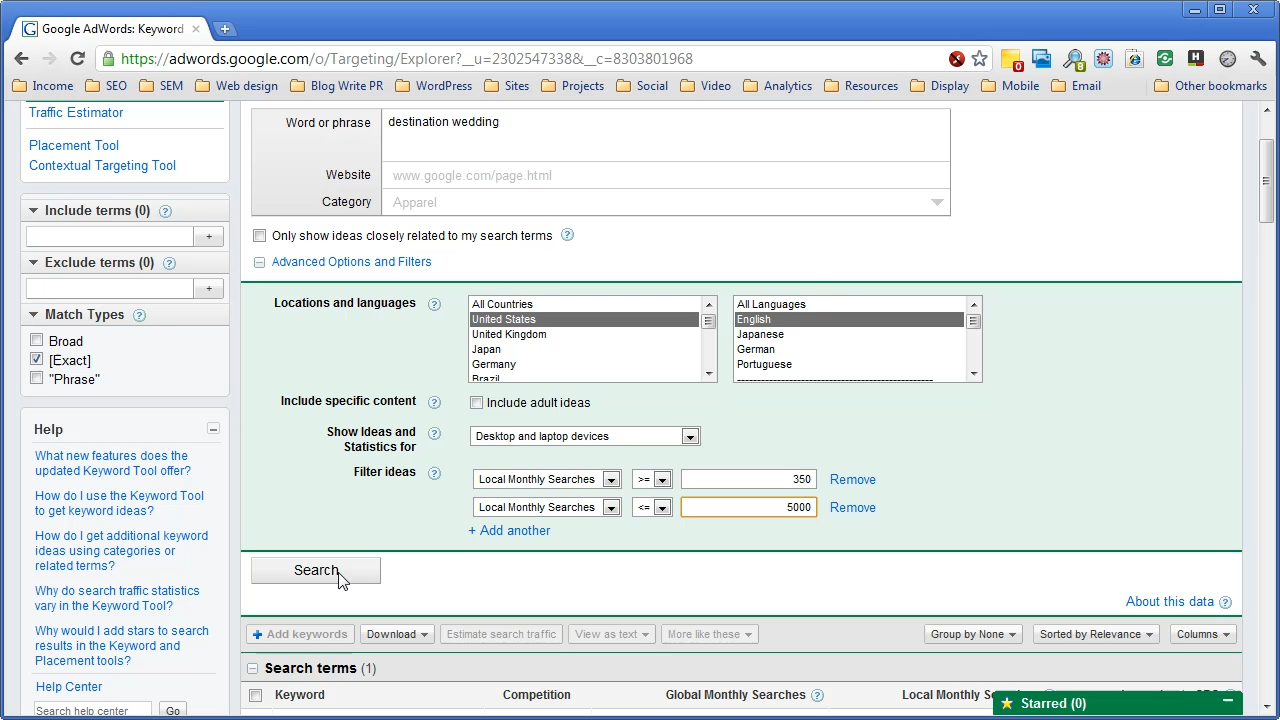 Google AdWords: Keyword
https://adwords.google.com/o/Targeting/Explorer?__u=2302547338&__c=8303801968
0
8
H
Income SEO SEM Web design Blog Write PR WordPress Sites Projects Social Video Analytics Resources Display Mobile Email Other bookmarks
Traffic Estimator
Placement Tool
Contextual Targeting Tool
Include terms (0) ?
+
Exclude terms (0) ?
+
Match Types ?
Broad
[Exact]
"Phrase"
Help
What new features does the
updated Keyword Tool offer?
How do I use the Keyword Tool
to get keyword ideas?
How do I get additional keyword
ideas using categories or
related terms?
Why do search traffic statistics
vary in the Keyword Tool?
Why would I add stars to search
results in the Keyword and
Placement tools?
Help Center
Search help center Go
Word or phrase destination wedding
Website www.google.com/page.html
Category Apparel
Only show ideas closely related to my search terms ?
Advanced Options and Filters
Locations and languages ?
All Countries
United States
United Kingdom
Japan
Germany
Brazil
All Languages
English
Japanese
German
Portuguese
Include specific content ? Include adult ideas
Show Ideas and
Statistics for ? Desktop and laptop devices
Filter ideas ? Local Monthly Searches >= 350 Remove
Local Monthly Searches <= 5000 Remove
+ Add another
Search
About this data ?
+ Add keywords Download Estimate search traffic View as text More like these Group by None Sorted by Relevance Columns
Search terms (1)
Keyword Competition Global Monthly Searches ? Local Monthly
Starred (0)